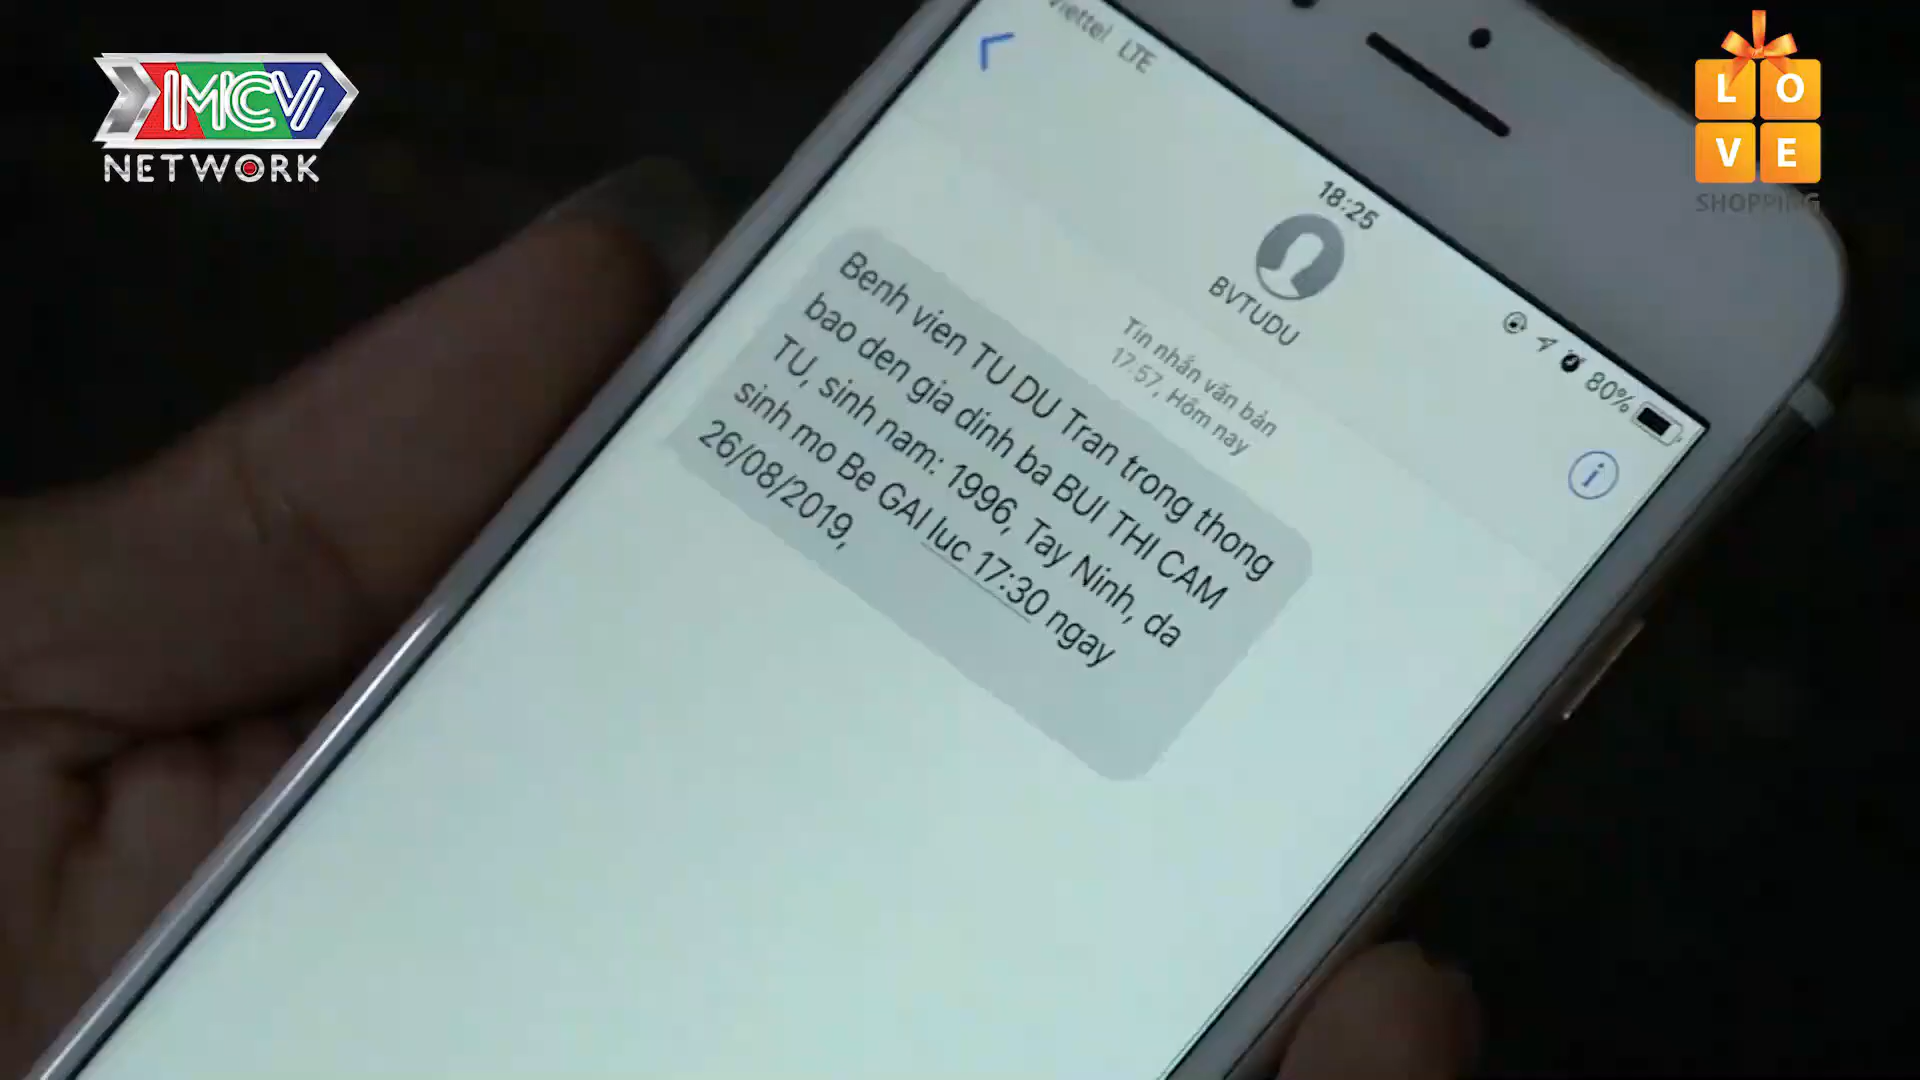 MCV
NETWORK
L O
V E
SHOPPING
viettel LTE
18:25
80%
BVTUDU
Tin nhắn văn bản
17:57, Hôm nay
Benh vien TU DU Tran trong thong
bao den gia dinh ba BUI THI CAM
TU, sinh nam: 1996, Tay Ninh, da
sinh mo Be GAI luc 17:30 ngay
26/08/2019,